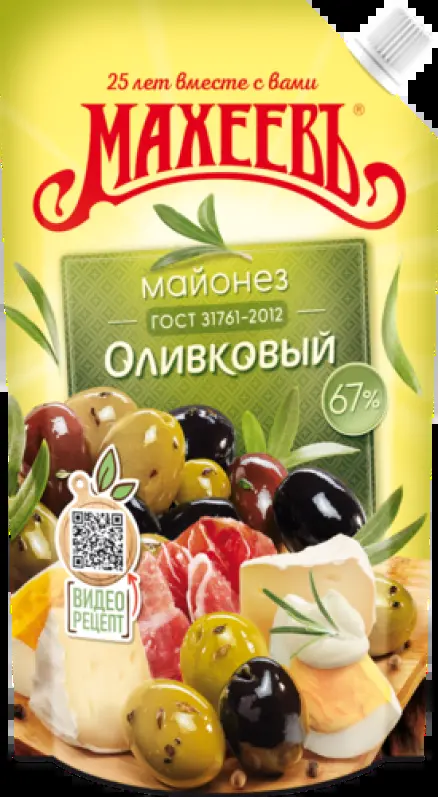 25 лет вместе с вами
МАХЕЕВЪ®
майонез
ГОСТ 31761-2012
Оливковый
67%
ВИДЕО
РЕЦЕПТ